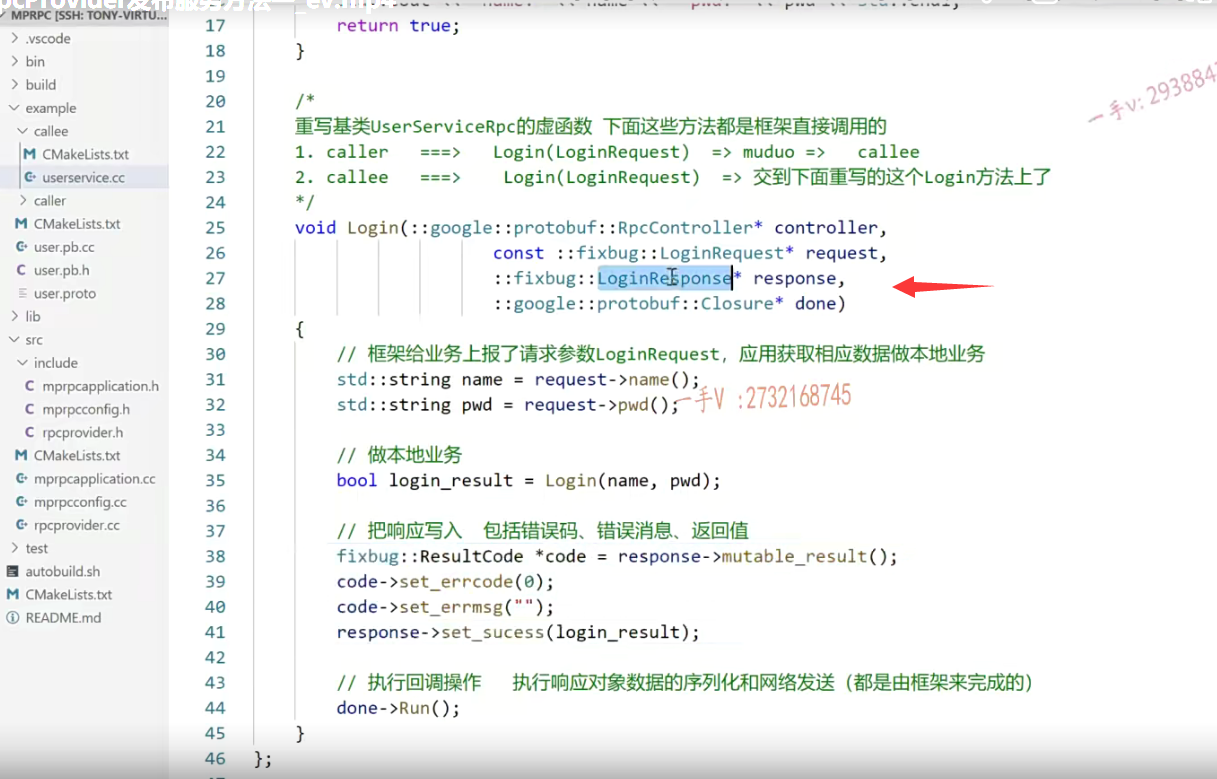 MPRPC [SSH: TONY-VIRTU...
.vscode
bin
build
example
callee
CMakeLists.txt
userservice.cc
caller
CMakeLists.txt
user.pb.cc
user.pb.h
user.proto
lib
src
include
mprpcapplication.h
mprpcconfig.h
rpcprovider.h
CMakeLists.txt
mprpcapplication.cc
mprpcconfig.cc
rpcprovider.cc
test
autobuild.sh
CMakeLists.txt
README.md
17 return true;
18 }
19
20 /*
21 重写基类UserServiceRpc的虚函数 下面这些方法都是框架直接调用的
22 1. caller ===> Login(LoginRequest) => muduo => callee
23 2. callee ===> Login(LoginRequest) => 交到下面重写的这个Login方法上了
24 */
25 void Login(::google::protobuf::RpcController* controller,
26 const ::fixbug::LoginRequest* request,
27 ::fixbug::LoginResponse* response,
28 ::google::protobuf::Closure* done)
29 {
30 // 框架给业务上报了请求参数LoginRequest，应用获取相应数据做本地业务
31 std::string name = request->name();
32 std::string pwd = request->pwd();
33
34 // 做本地业务
35 bool login_result = Login(name, pwd);
36
37 // 把响应写入 包括错误码、错误消息、返回值
38 fixbug::ResultCode *code = response->mutable_result();
39 code->set_errcode(0);
40 code->set_errmsg("");
41 response->set_sucess(login_result);
42
43 // 执行回调操作 执行响应对象数据的序列化和网络发送（都是由框架来完成的）
44 done->Run();
45 }
46 };
一手V :2732168745
一手v: 293884